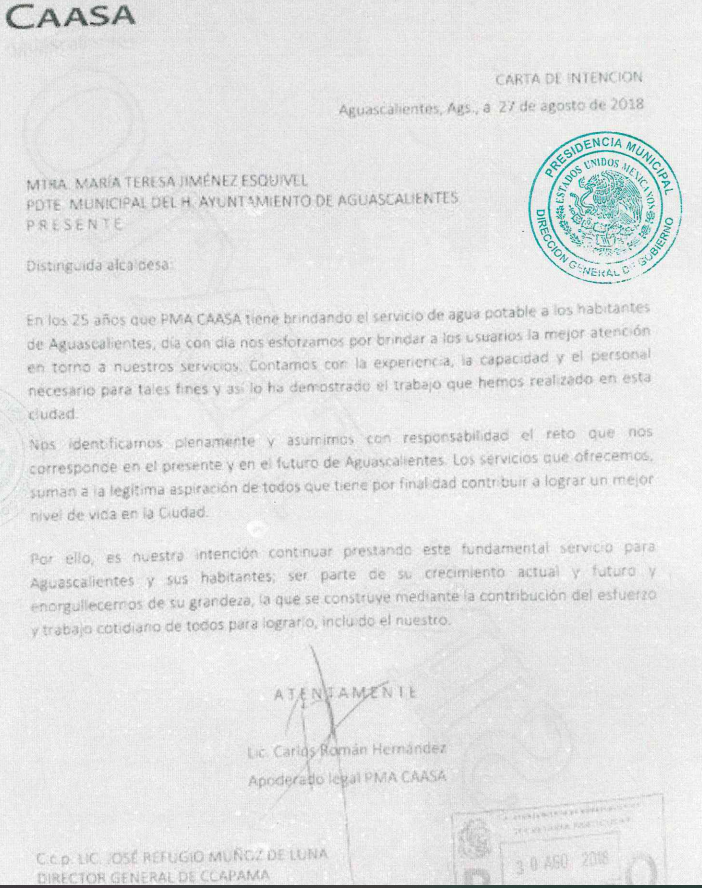 CAASA
CARTA DE INTENCION
Aguascalientes, Ags., a 27 de agosto de 2018
PRESIDENCIA MUNICIPAL
ESTADOS UNIDOS MEXICANOS
DIRECCION GENERAL DE GOBIERNO
MTRA. MARÍA TERESA JIMÉNEZ ESQUIVEL
PDTE. MUNICIPAL DEL H. AYUNTAMIENTO DE AGUASCALIENTES
P R E S E N T E
Distinguida alcaldesa:
En los 25 años que PMA CAASA tiene brindando el servicio de agua potable a los habitantes
de Aguascalientes, día con día nos esforzamos por brindar a los usuarios la mejor atención
en torno a nuestros servicios. Contamos con la experiencia, la capacidad y el personal
necesario para tales fines y así lo ha demostrado el trabajo que hemos realizado en esta
ciudad.
Nos identificamos plenamente y asumimos con responsabilidad el reto que nos
corresponde en el presente y en el futuro de Aguascalientes. Los servicios que ofrecemos,
suman a la legítima aspiración de todos que tiene por finalidad contribuir a lograr un mejor
nivel de vida en la Ciudad.
Por ello, es nuestra intención continuar prestando este fundamental servicio para
Aguascalientes y sus habitantes; ser parte de su crecimiento actual y futuro y
enorgullecernos de su grandeza, la que se construye mediante la contribución del esfuerzo
y trabajo cotidiano de todos para lograrlo, incluido el nuestro.
A T E N T A M E N T E
Lic. Carlos Román Hernández
Apoderado legal PMA CAASA
C.c.p. LIC. JOSÉ REFUGIO MUÑOZ DE LUNA
DIRECTOR GENERAL DE CCAPAMA
30 AGO 2018